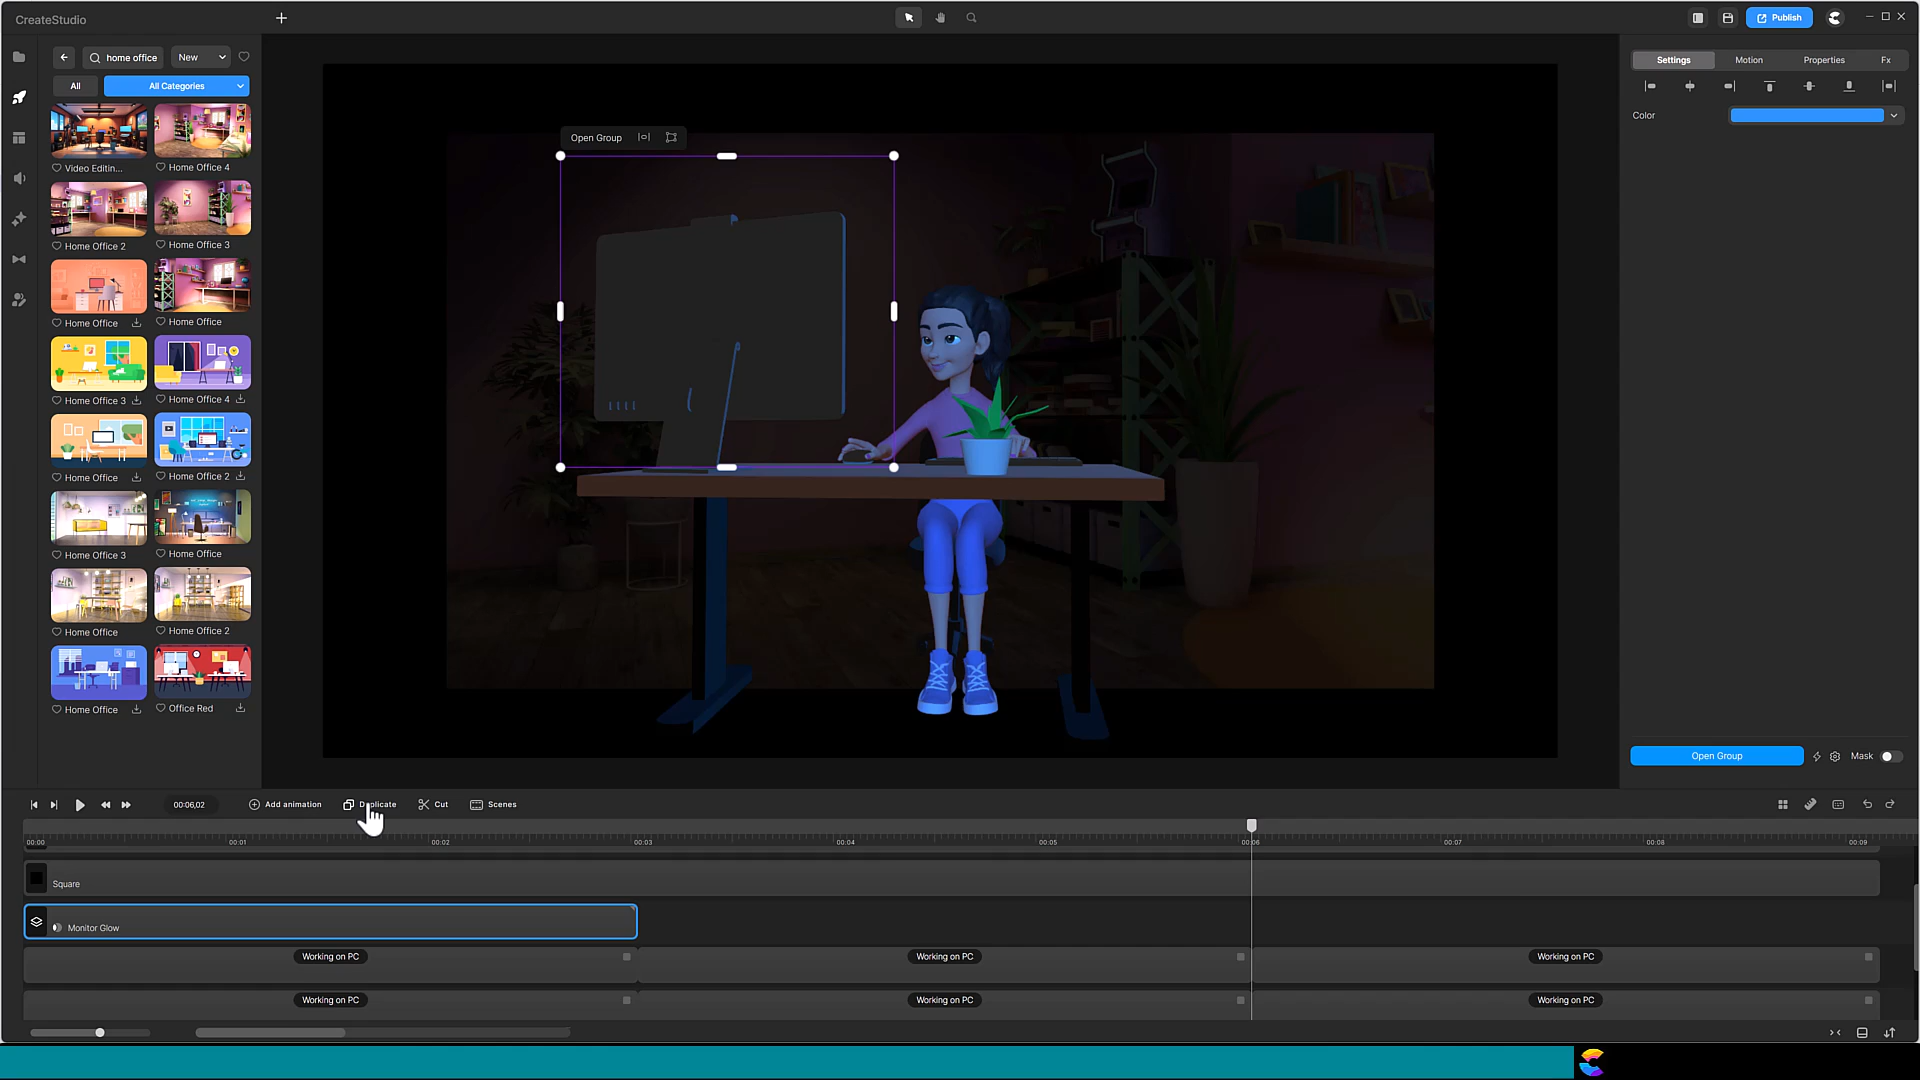 CreateStudio
Publish
home office
New
All
All Categories
Video Editin...
Home Office 4
Home Office 2
Home Office 3
Home Office
Home Office
Home Office 3
Home Office 4
Home Office
Home Office 2
Home Office 3
Home Office
Home Office
Home Office 2
Home Office
Office Red
Open Group
Settings
Motion
Properties
Fx
Color
Open Group
Mask
00:06,02
Add animation
Duplicate
Cut
Scenes
00:00
00:01
00:02
00:03
00:04
00:05
00:06
00:07
00:08
00:09
Square
Monitor Glow
Working on PC
Working on PC
Working on PC
Working on PC
Working on PC
Working on PC